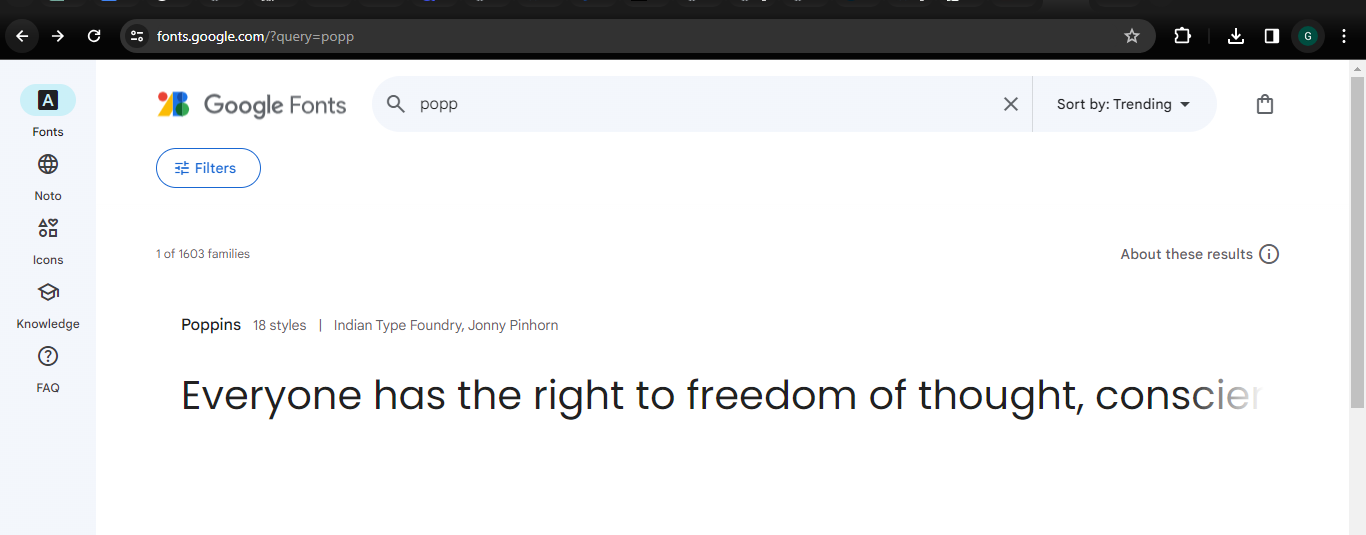 fonts.google.com/?query=popp
G
A
Fonts
Noto
Icons
Knowledge
FAQ
Google Fonts
popp
Sort by: Trending
Filters
1 of 1603 families
About these results
Poppins 18 styles | Indian Type Foundry, Jonny Pinhorn
Everyone has the right to freedom of thought, conscien